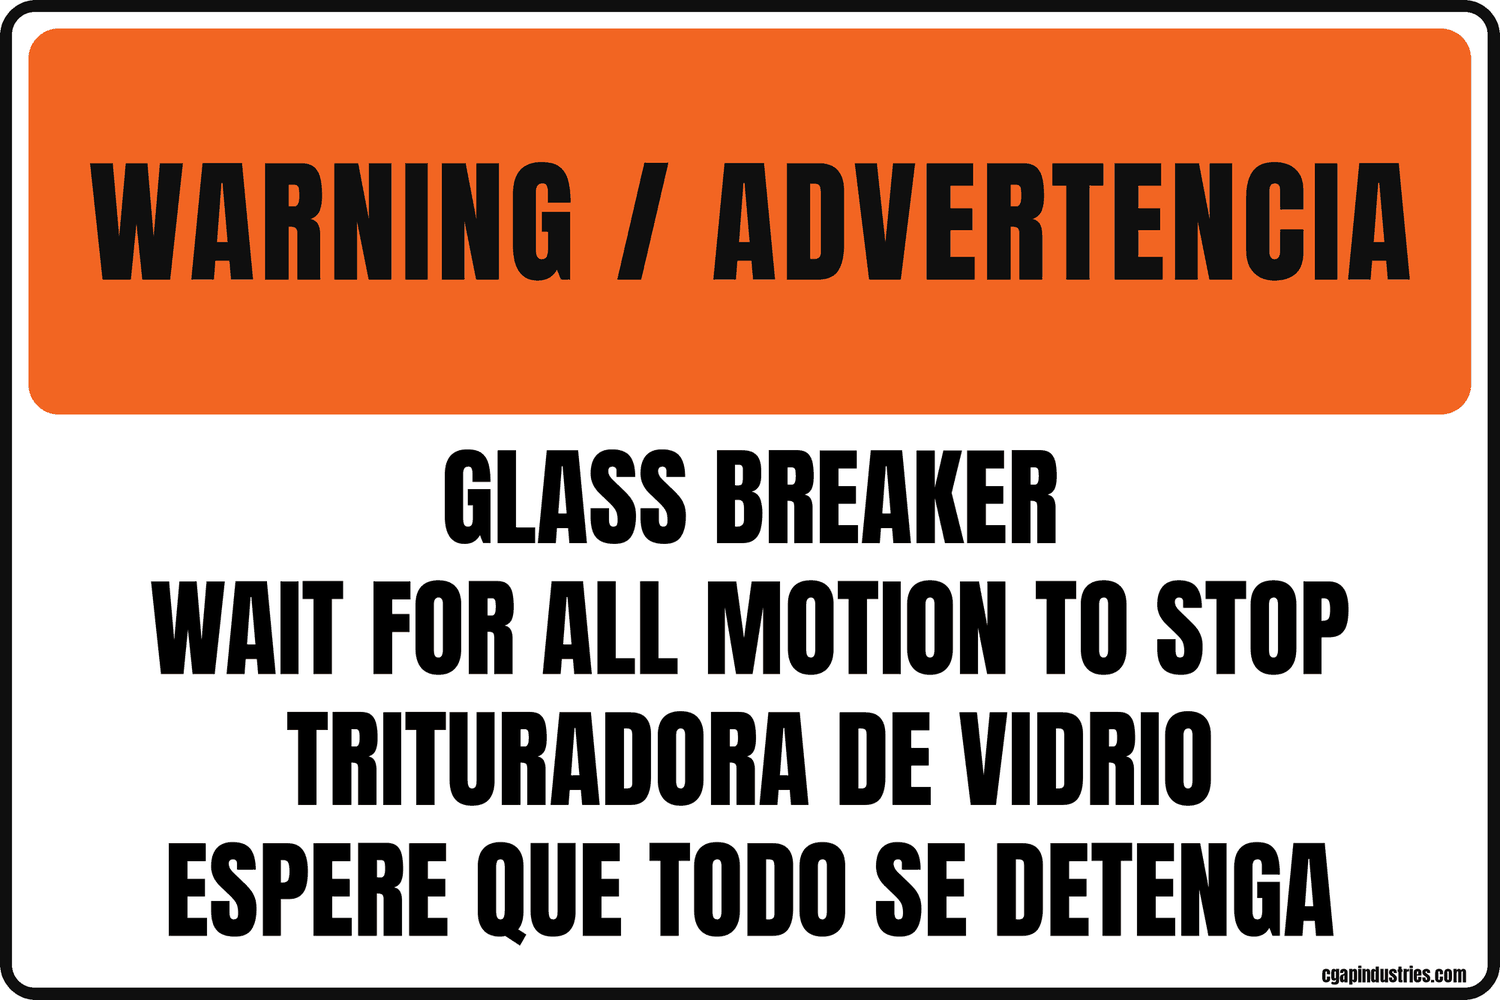 WARNING / ADVERTENCIA
GLASS BREAKER
WAIT FOR ALL MOTION TO STOP
TRITURADORA DE VIDRIO
ESPERE QUE TODO SE DETENGA
cgapindustries.com